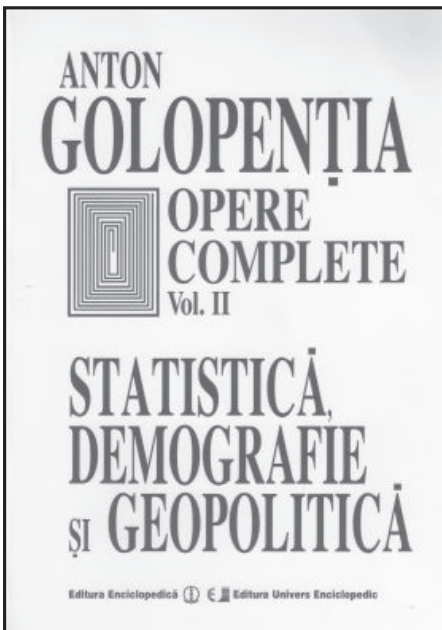 ANTON
GOLOPENȚIA
OPERE
COMPLETE
Vol. II
STATISTICĂ,
DEMOGRAFIE
ȘI GEOPOLITICĂ
Editura Enciclopedică Editura Univers Enciclopedic